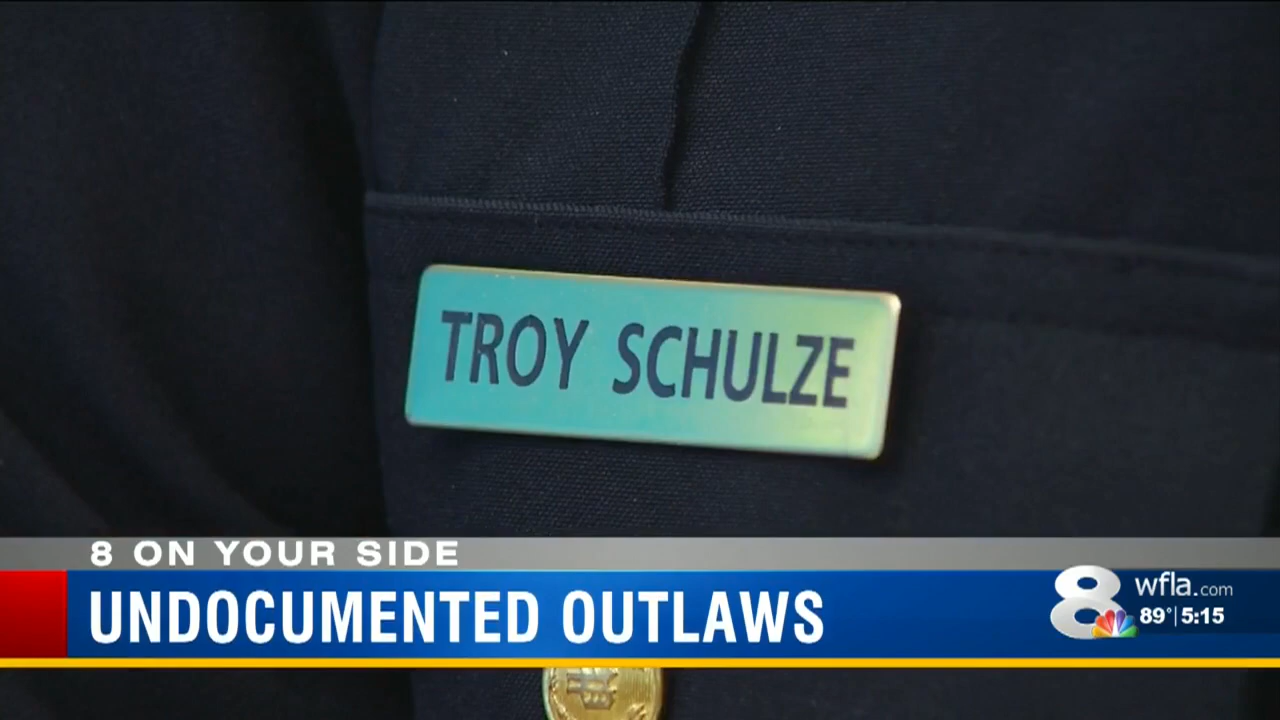 TROY SCHULZE
8 ON YOUR SIDE
UNDOCUMENTED OUTLAWS
8 wfla.com
89° | 5:15